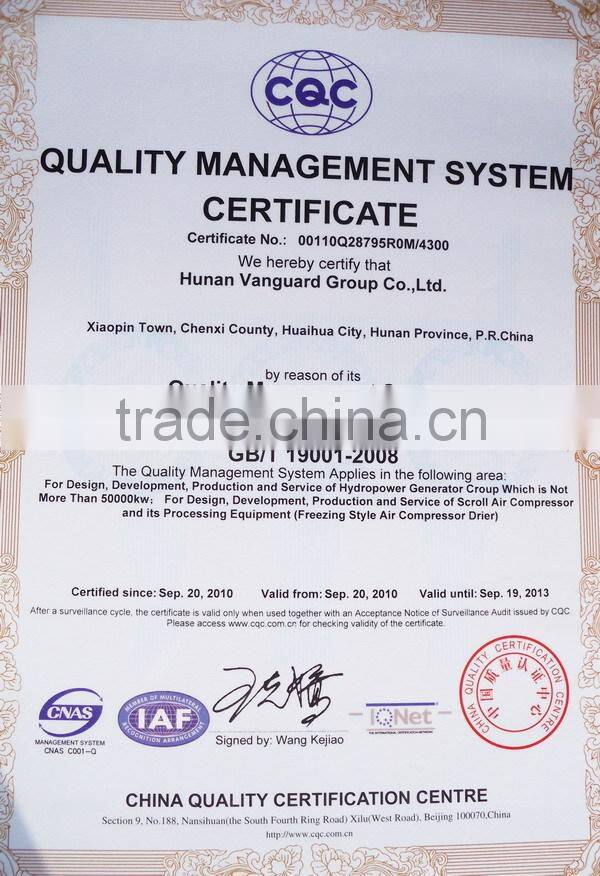 CQC
QUALITY MANAGEMENT SYSTEM
CERTIFICATE
Certificate No.: 00110Q28795R0M/4300
We hereby certify that
Hunan Vanguard Group Co.,Ltd.
Xiaopin Town, Chenxi County, Huaihua City, Hunan Province, P.R.China
by reason of its
Quality
trade.china.cn
GB/T 19001-2008
The Quality Management System Applies in the following area:
For Design, Development, Production and Service of Hydropower Generator Croup Which is Not
More Than 50000kw; For Design, Development, Production and Service of Scroll Air Compressor
and its Processing Equipment (Freezing Style Air Compressor Drier)
Certified since: Sep. 20, 2010 Valid from: Sep. 20, 2010 Valid until: Sep. 19, 2013
After a surveillance cycle, the certificate is valid only when used together with an Acceptance Notice of Surveillance Audit issued by CQC
Please access www.cqc.com.cn for checking validity of the certificate.
CHINA QUALITY CERTIFICATION CENTRE
中国质量认证中心
CNAS
MANAGEMENT SYSTEM
CNAS C001-Q
MEMBER OF MULTILATERAL
IAF
RECOGNITION ARRANGEMENT
Signed by: Wang Kejiao
IQNet
THE INTERNATIONAL CERTIFICATION NETWORK
CHINA QUALITY CERTIFICATION CENTRE
Section 9, No.188, Nansihuan(the South Fourth Ring Road) Xilu(West Road), Beijing 100070,China
http://www.cqc.com.cn